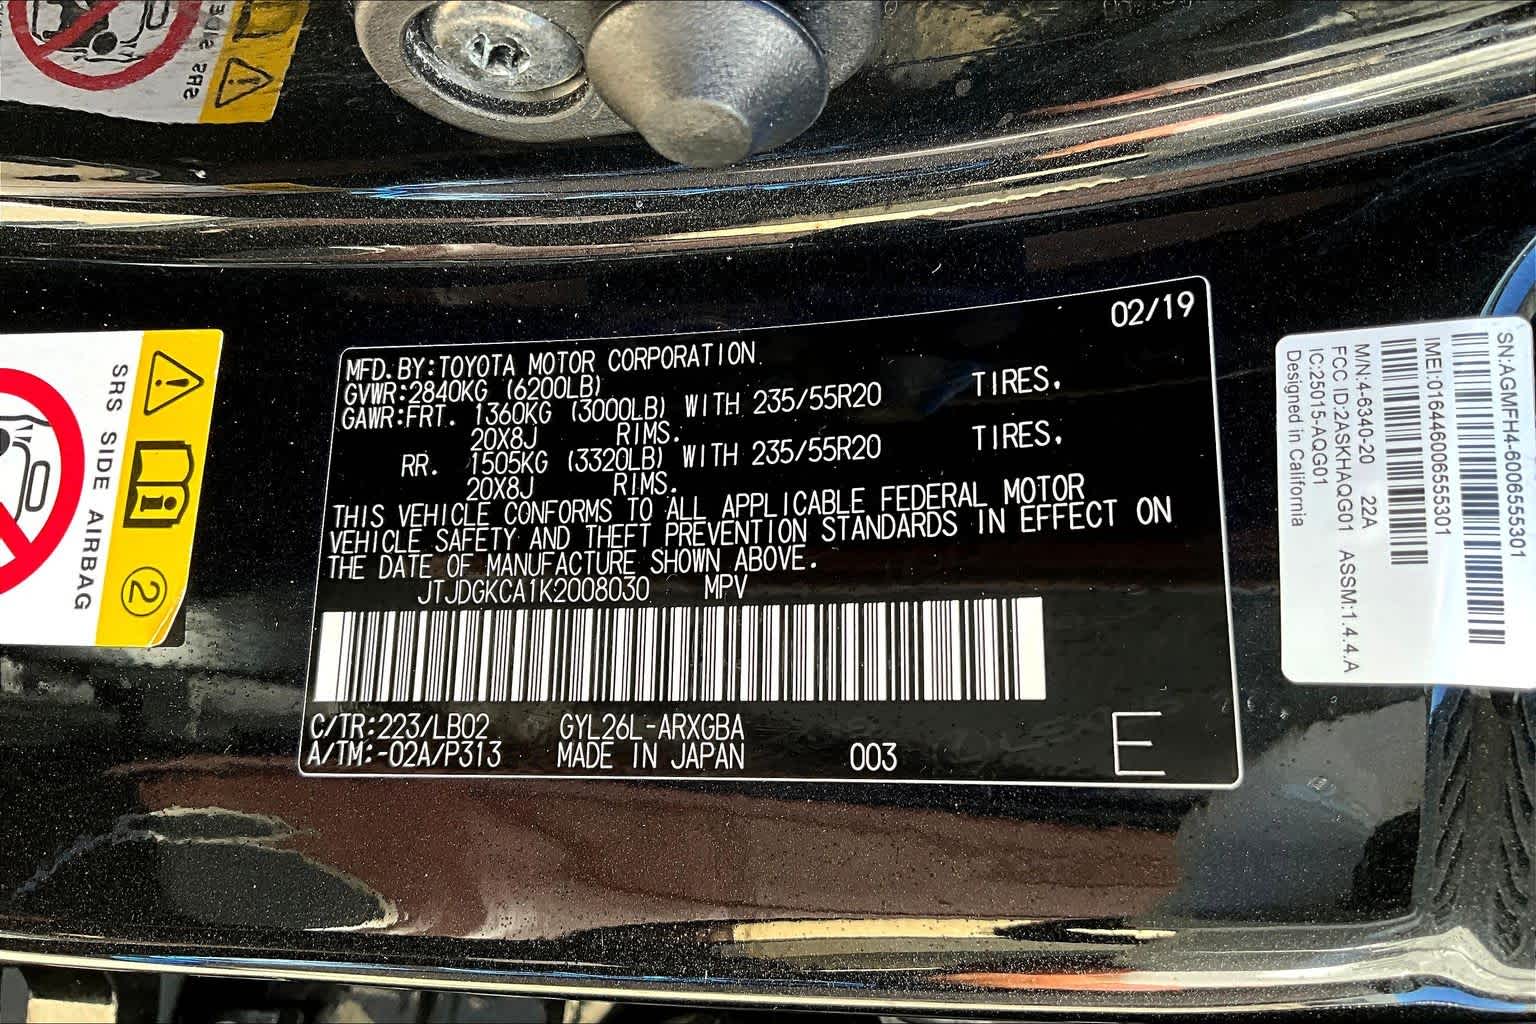 SRS SIDE
02/19
MFD.BY:TOYOTA MOTOR CORPORATION
GVWR:2840KG (6200LB)
GAWR:FRT. 1360KG (3000LB) WITH 235/55R20 TIRES,
20X8J RIMS.
RR. 1505KG (3320LB) WITH 235/55R20 TIRES,
20X8J RIMS.
THIS VEHICLE CONFORMS TO ALL APPLICABLE FEDERAL MOTOR
VEHICLE SAFETY AND THEFT PREVENTION STANDARDS IN EFFECT ON
THE DATE OF MANUFACTURE SHOWN ABOVE.
JTJDGKCA1K2008030 MPV
C/TR:223/LB02 GYL26L-ARXGBA
A/TM:-02A/P313 MADE IN JAPAN 003 E
SRS SIDE AIRBAG
2
SN:AGMFH4-600655301
IMEI:016446006555301
MIN:4-6340-20 22A
FCC ID:2ASKHAQG01 ASSM:1.4.4.A
IC:25015-AQG01
Designed in California